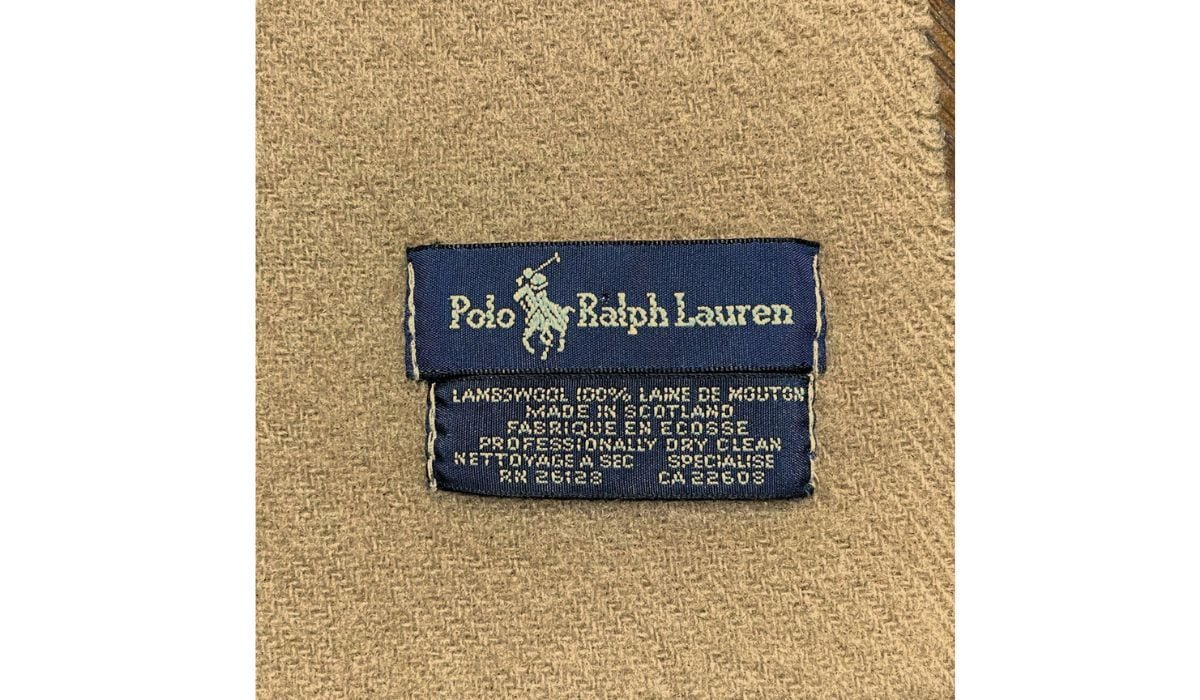 Polo Ralph Lauren
LAMBSWOOL 100% LAINE DE MOUTON
MADE IN SCOTLAND
FABRIQUE EN ECOSSE
PROFESSIONALLY DRY CLEAN
NETTOYAGE A SEC SPECIALISE
RN 26128 CA 22608